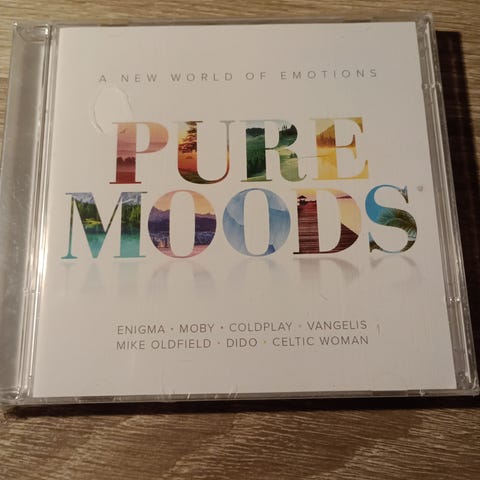 A NEW WORLD OF EMOTIONS
PURE
MOODS
ENIGMA • MOBY • COLDPLAY • VANGELIS
MIKE OLDFIELD • DIDO • CELTIC WOMAN